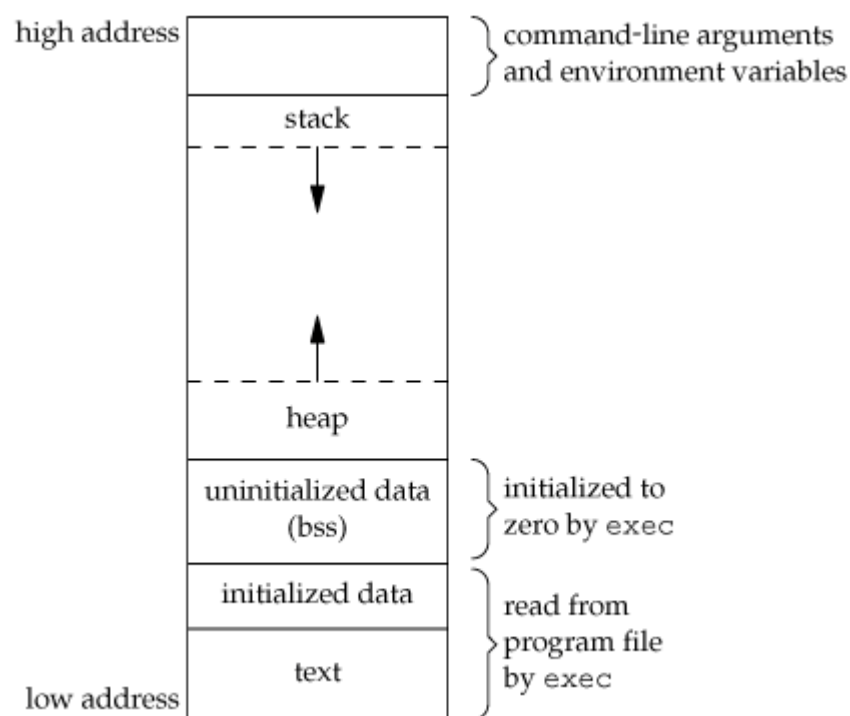 high address
command-line arguments
and environment variables
stack
heap
uninitialized data
(bss)
initialized to
zero by exec
initialized data
read from
program file
by exec
text
low address